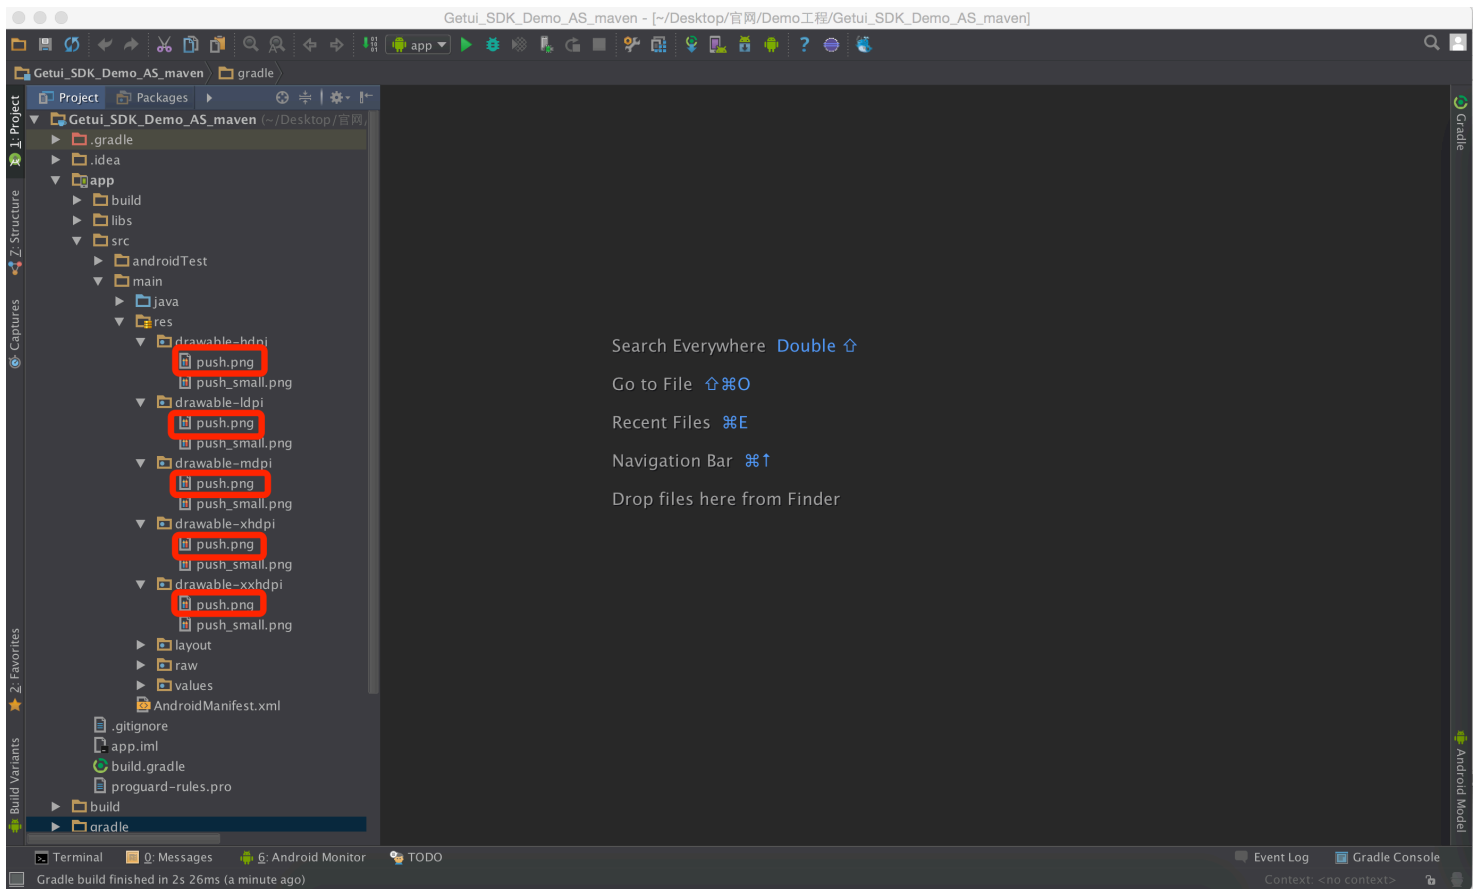 Getui_SDK_Demo_AS_maven - [~/Desktop/官网/Demo工程/Getui_SDK_Demo_AS_maven]
app
Getui_SDK_Demo_AS_maven
gradle
Project
Packages
Getui_SDK_Demo_AS_maven (~/Desktop/官网/
.gradle
.idea
app
build
libs
src
androidTest
main
java
res
drawable-hdpi
push.png
push_small.png
drawable-ldpi
push.png
push_small.png
drawable-mdpi
push.png
push_small.png
drawable-xhdpi
push.png
push_small.png
drawable-xxhdpi
push.png
push_small.png
layout
raw
values
AndroidManifest.xml
.gitignore
app.iml
build.gradle
proguard-rules.pro
build
gradle
1: Project
7: Structure
Captures
2: Favorites
Build Variants
Search Everywhere Double ⇧
Go to File ⇧⌘O
Recent Files ⌘E
Navigation Bar ⌘↑
Drop files here from Finder
Gradle
Android Model
Terminal
0: Messages
6: Android Monitor
TODO
Event Log
Gradle Console
Gradle build finished in 2s 26ms (a minute ago)
Context: <no context>